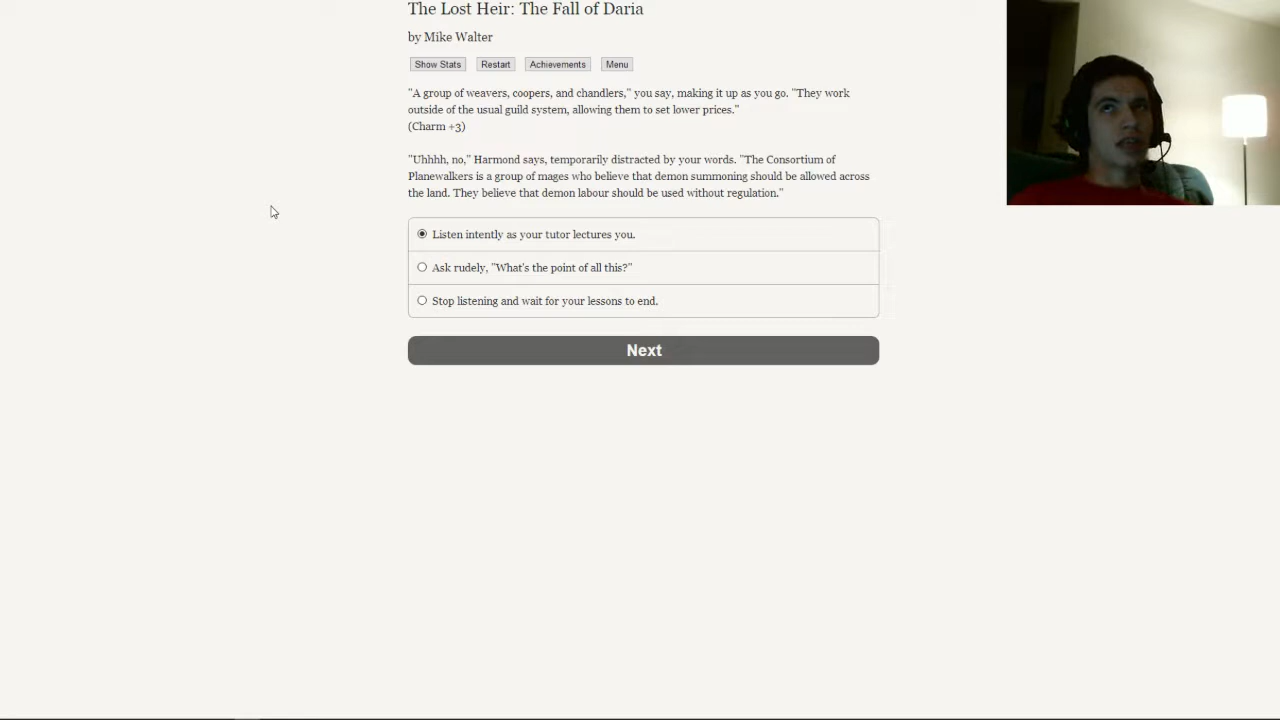 The Lost Heir: The Fall of Daria
by Mike Walter
Show Stats Restart Achievements Menu
"A group of weavers, coopers, and chandlers," you say, making it up as you go. "They work
outside of the usual guild system, allowing them to set lower prices."
(Charm +3)
"Uhhhh, no," Harmond says, temporarily distracted by your words. "The Consortium of
Planewalkers is a group of mages who believe that demon summoning should be allowed across
the land. They believe that demon labour should be used without regulation."
Listen intently as your tutor lectures you.
Ask rudely, "What's the point of all this?"
Stop listening and wait for your lessons to end.
Next